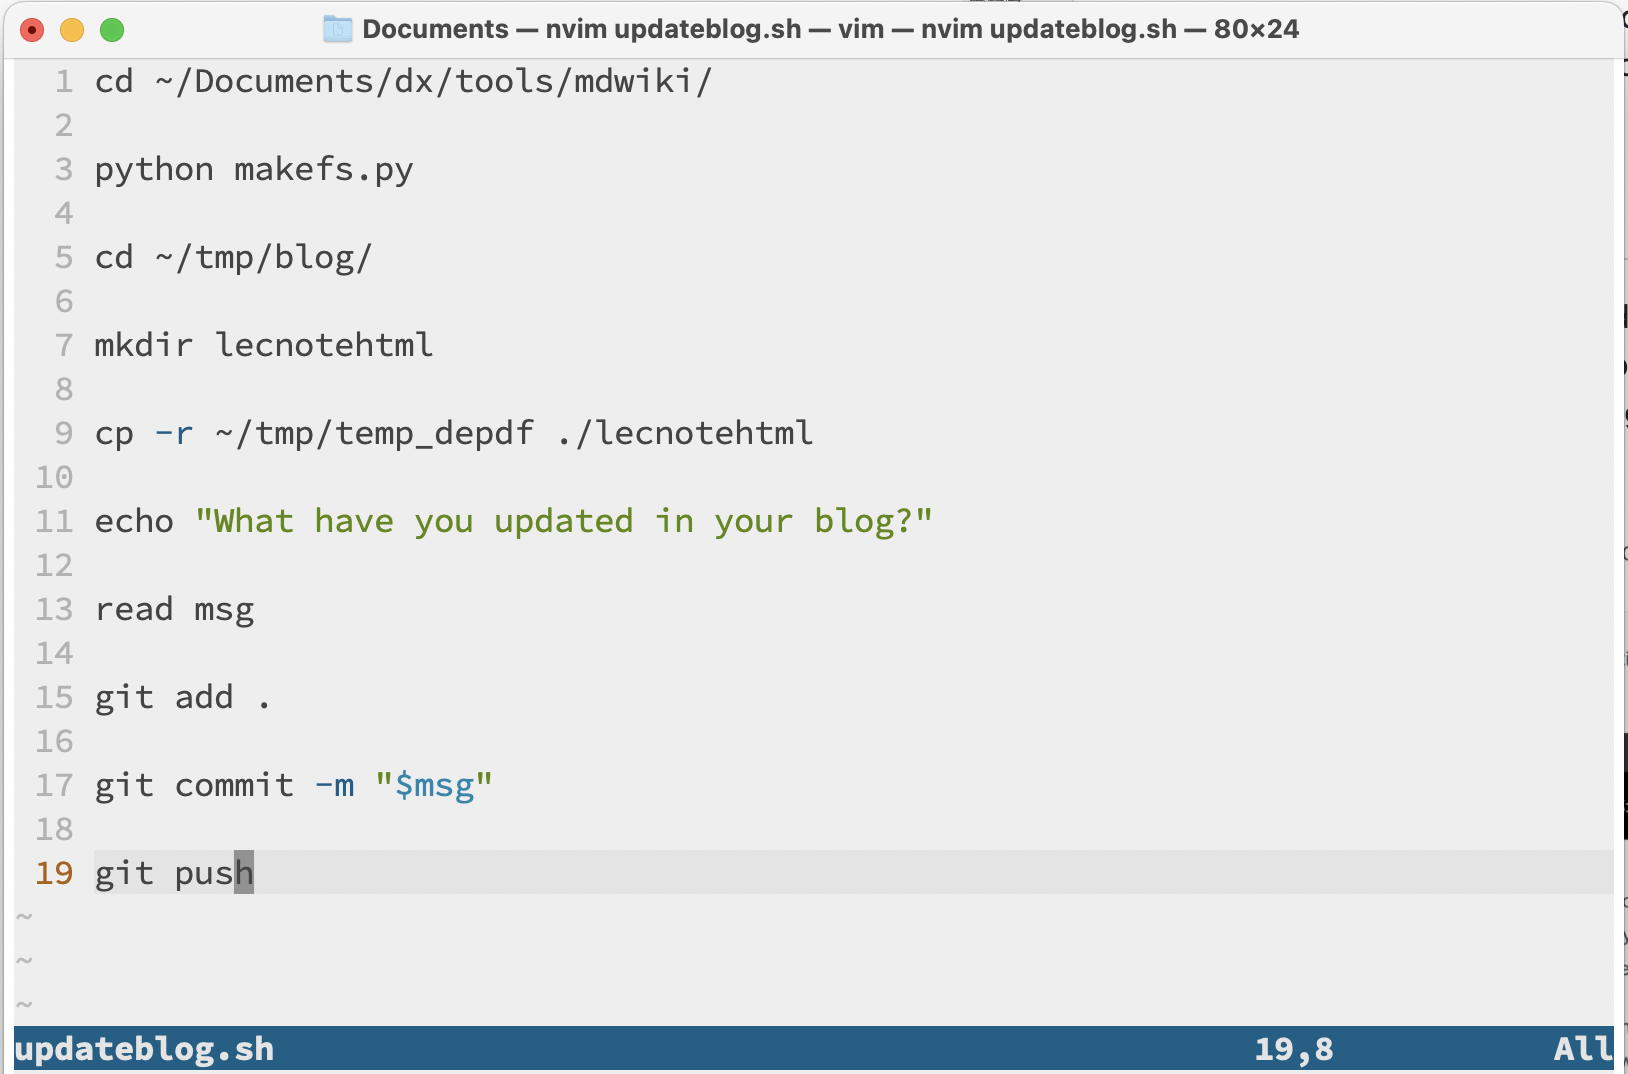 Documents — nvim updateblog.sh — vim — nvim updateblog.sh — 80×24
1 cd ~/Documents/dx/tools/mdwiki/
2
3 python makefs.py
4
5 cd ~/tmp/blog/
6
7 mkdir lecnotehtml
8
9 cp -r ~/tmp/temp_depdf ./lecnotehtml
10
11 echo "What have you updated in your blog?"
12
13 read msg
14
15 git add .
16
17 git commit -m "$msg"
18
19 git push
~
~
~
updateblog.sh 19,8 All